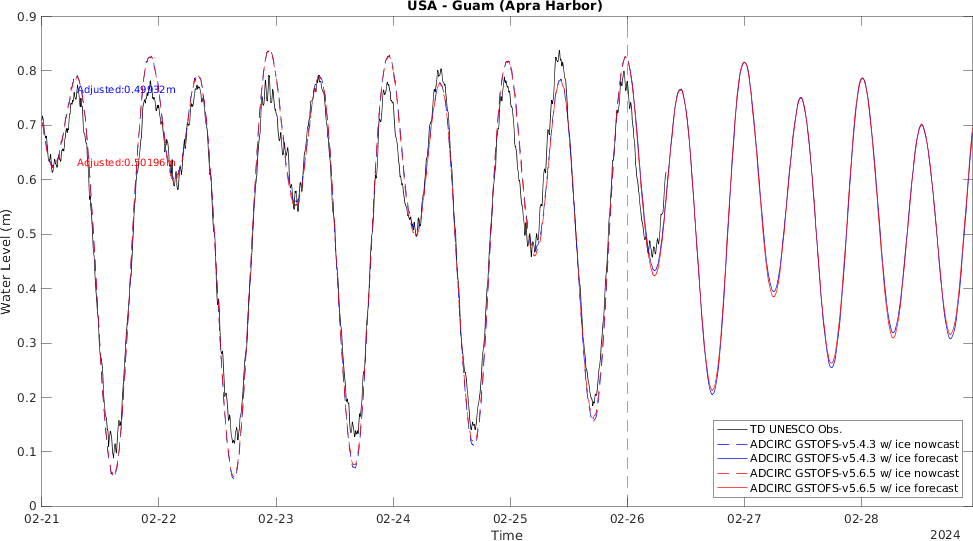 USA - Guam (Apra Harbor)
0.9
0.8
0.7
0.6
0.5
0.4
0.3
0.2
0.1
0
Water Level (m)
Adjusted:0.49932m
Adjusted:0.50196m
TD UNESCO Obs.
ADCIRC GSTOFS-v5.4.3 w/ ice nowcast
ADCIRC GSTOFS-v5.4.3 w/ ice forecast
ADCIRC GSTOFS-v5.6.5 w/ ice nowcast
ADCIRC GSTOFS-v5.6.5 w/ ice forecast
02-21 02-22 02-23 02-24 02-25 02-26 02-27 02-28
Time
2024